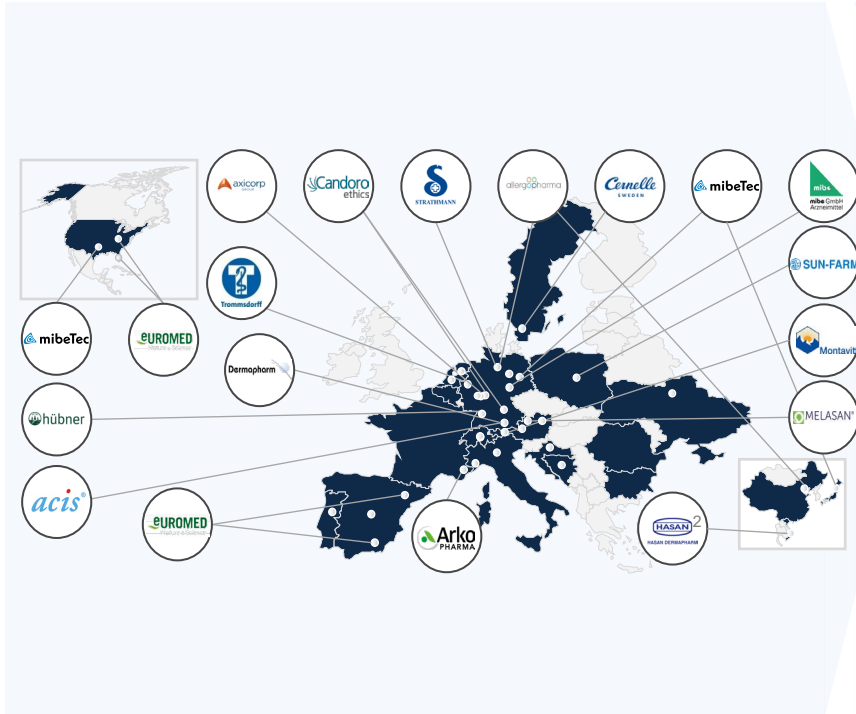 axicorp
Candoro
ethics
STRATHMANN
allergopharma
Cernelle
SWEDEN
mibeTec
mibe
mibe GmbH
Arzneimittel
Trommsdorff
SUN-FARM
mibeTec
EUROMED
Dermapharm
Montavit
hübner
MELASAN®
acis®
EUROMED
Arko
PHARMA
HASAN 2
HASAN DERMAPHARM